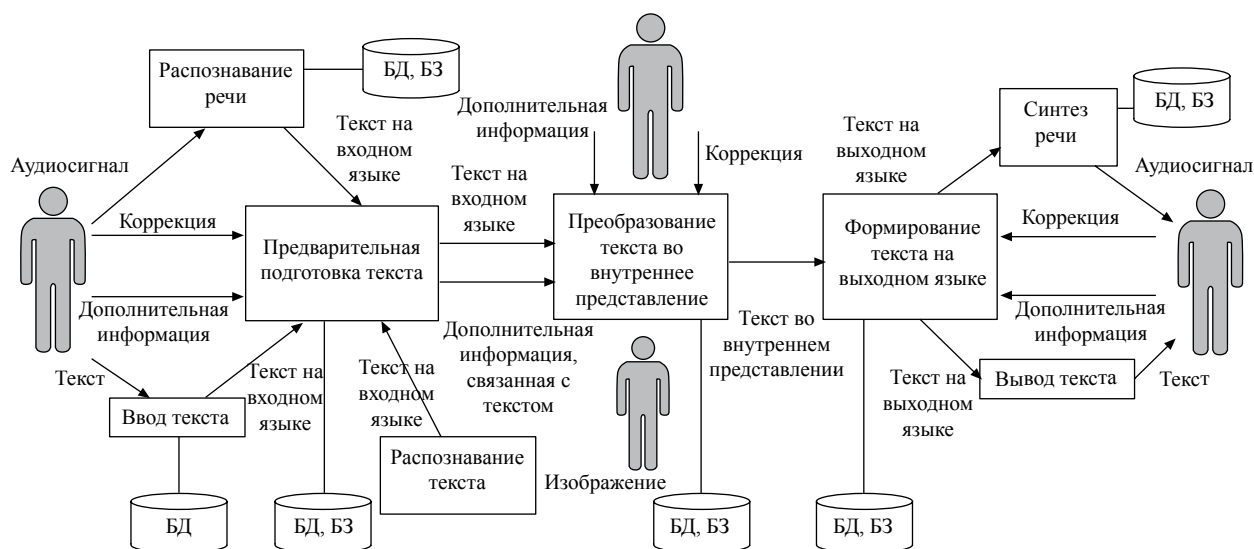 Распознавание
речи
БД, БЗ
Текст на
входном
языке
Аудиосигнал
Коррекция
Дополнительная
информация
Текст
Ввод текста
БД
Текст на
входном
языке
Предварительная
подготовка текста
БД, БЗ
Текст на
входном
языке
Распознавание
текста
Изображение
Текст на
входном
языке
Дополнительная
информация,
связанная с
текстом
Дополнительная
информация
Коррекция
Преобразование
текста во
внутреннее
представление
БД, БЗ
Текст во
внутреннем
представлении
Формирование
текста на
выходном языке
БД, БЗ
Текст на
выходном
языке
Синтез
речи
БД, БЗ
Аудиосигнал
Коррекция
Дополнительная
информация
Текст на
выходном
языке
Вывод текста
Текст